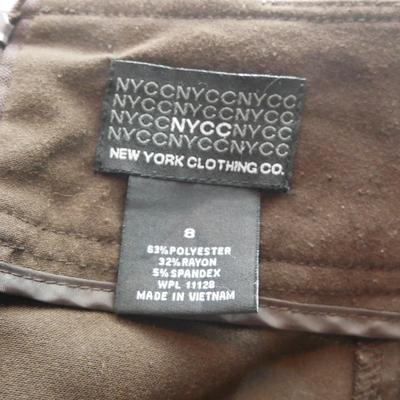 NYCCNYCCNYCC
NYCCNYCCNYCC
NYCCNYCCNYCC
NYCCNYCCNYCC
NEW YORK CLOTHING CO.
8
63%POLYESTER
32%RAYON
5%SPANDEX
WPL 11128
MADE IN VIETNAM